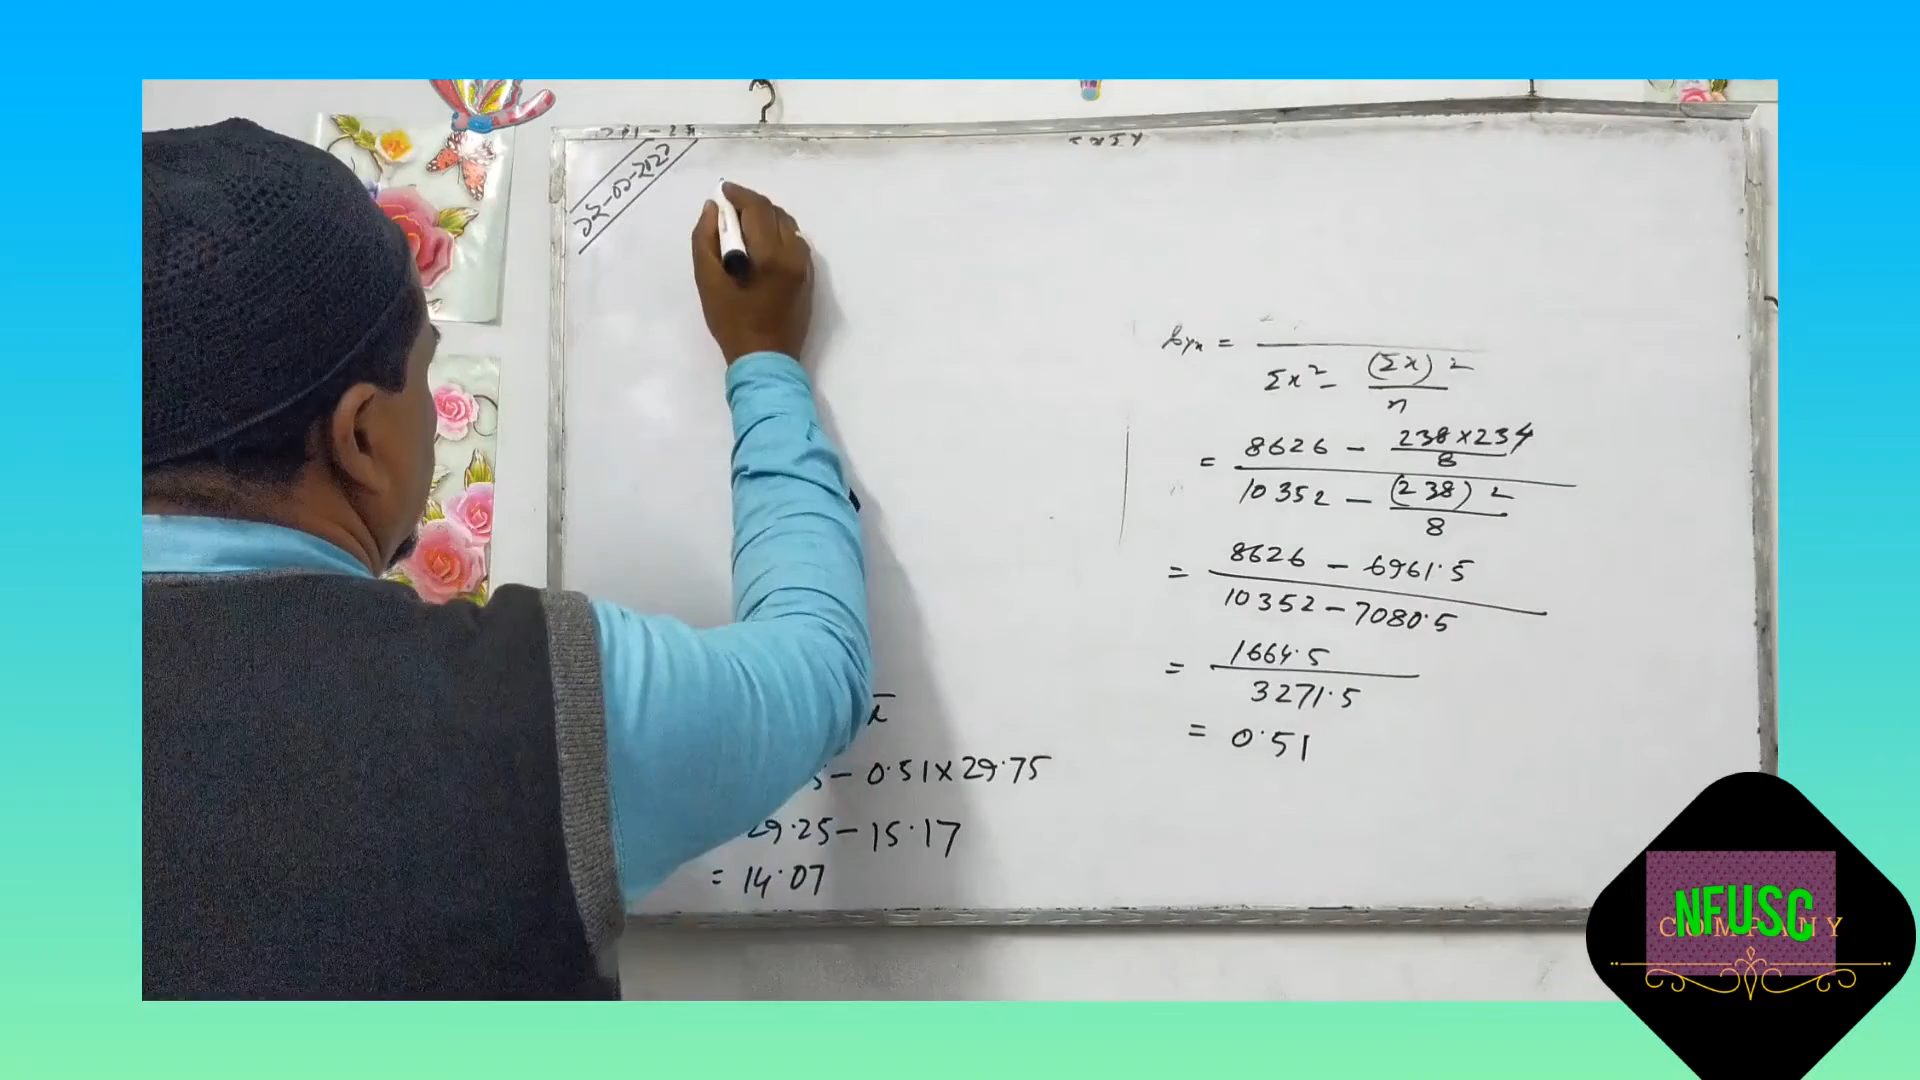 byx =
Σx² - (Σx)²/n
= 8626 - 238×234/8
10352 - (238)²/8
= 8626 - 6961.5
10352 - 7080.5
= 1664.5
3271.5
= 0.51
x̄
- 0.51×29.75
29.25 - 15.17
= 14.07
NFUSC
COMPANY